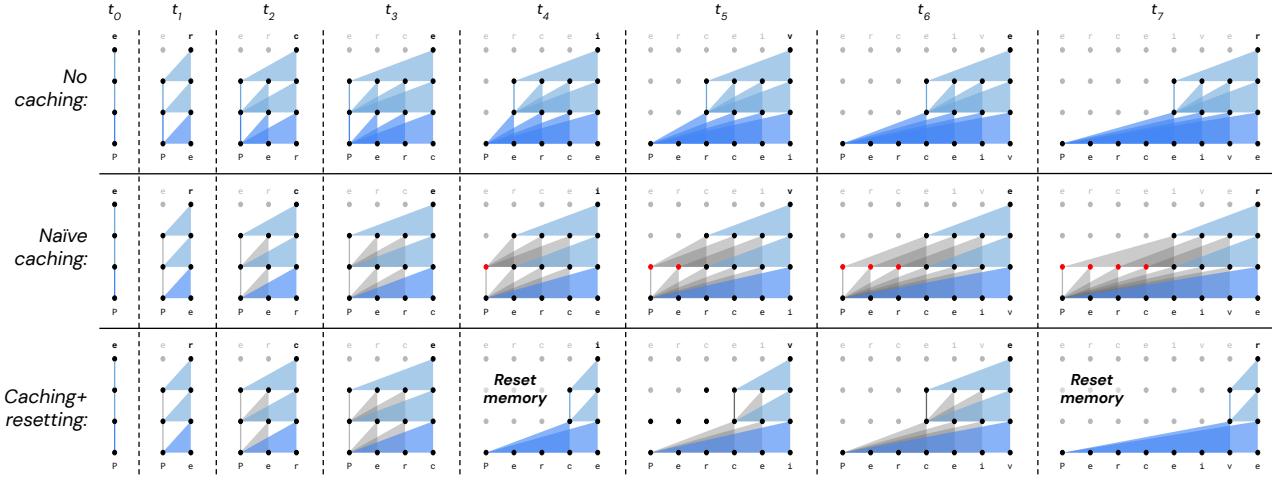 t0 t1 t2 t3 t4 t5 t6 t7
e e r e r c e r c e e r c e i e r c e i v e r c e i v e e r c e i v e r
No
caching:
P P e P e r P e r c P e r c e P e r c e i P e r c e i v P e r c e i v e
e e r e r c e r c e e r c e i e r c e i v e r c e i v e e r c e i v e r
Naïve
caching:
P P e P e r P e r c P e r c e P e r c e i P e r c e i v P e r c e i v e
e e r e r c e r c e e r c e i e r c e i v e r c e i v e e r c e i v e r
Caching+
resetting:
Reset
memory
Reset
memory
P P e P e r P e r c P e r c e P e r c e i P e r c e i v P e r c e i v e